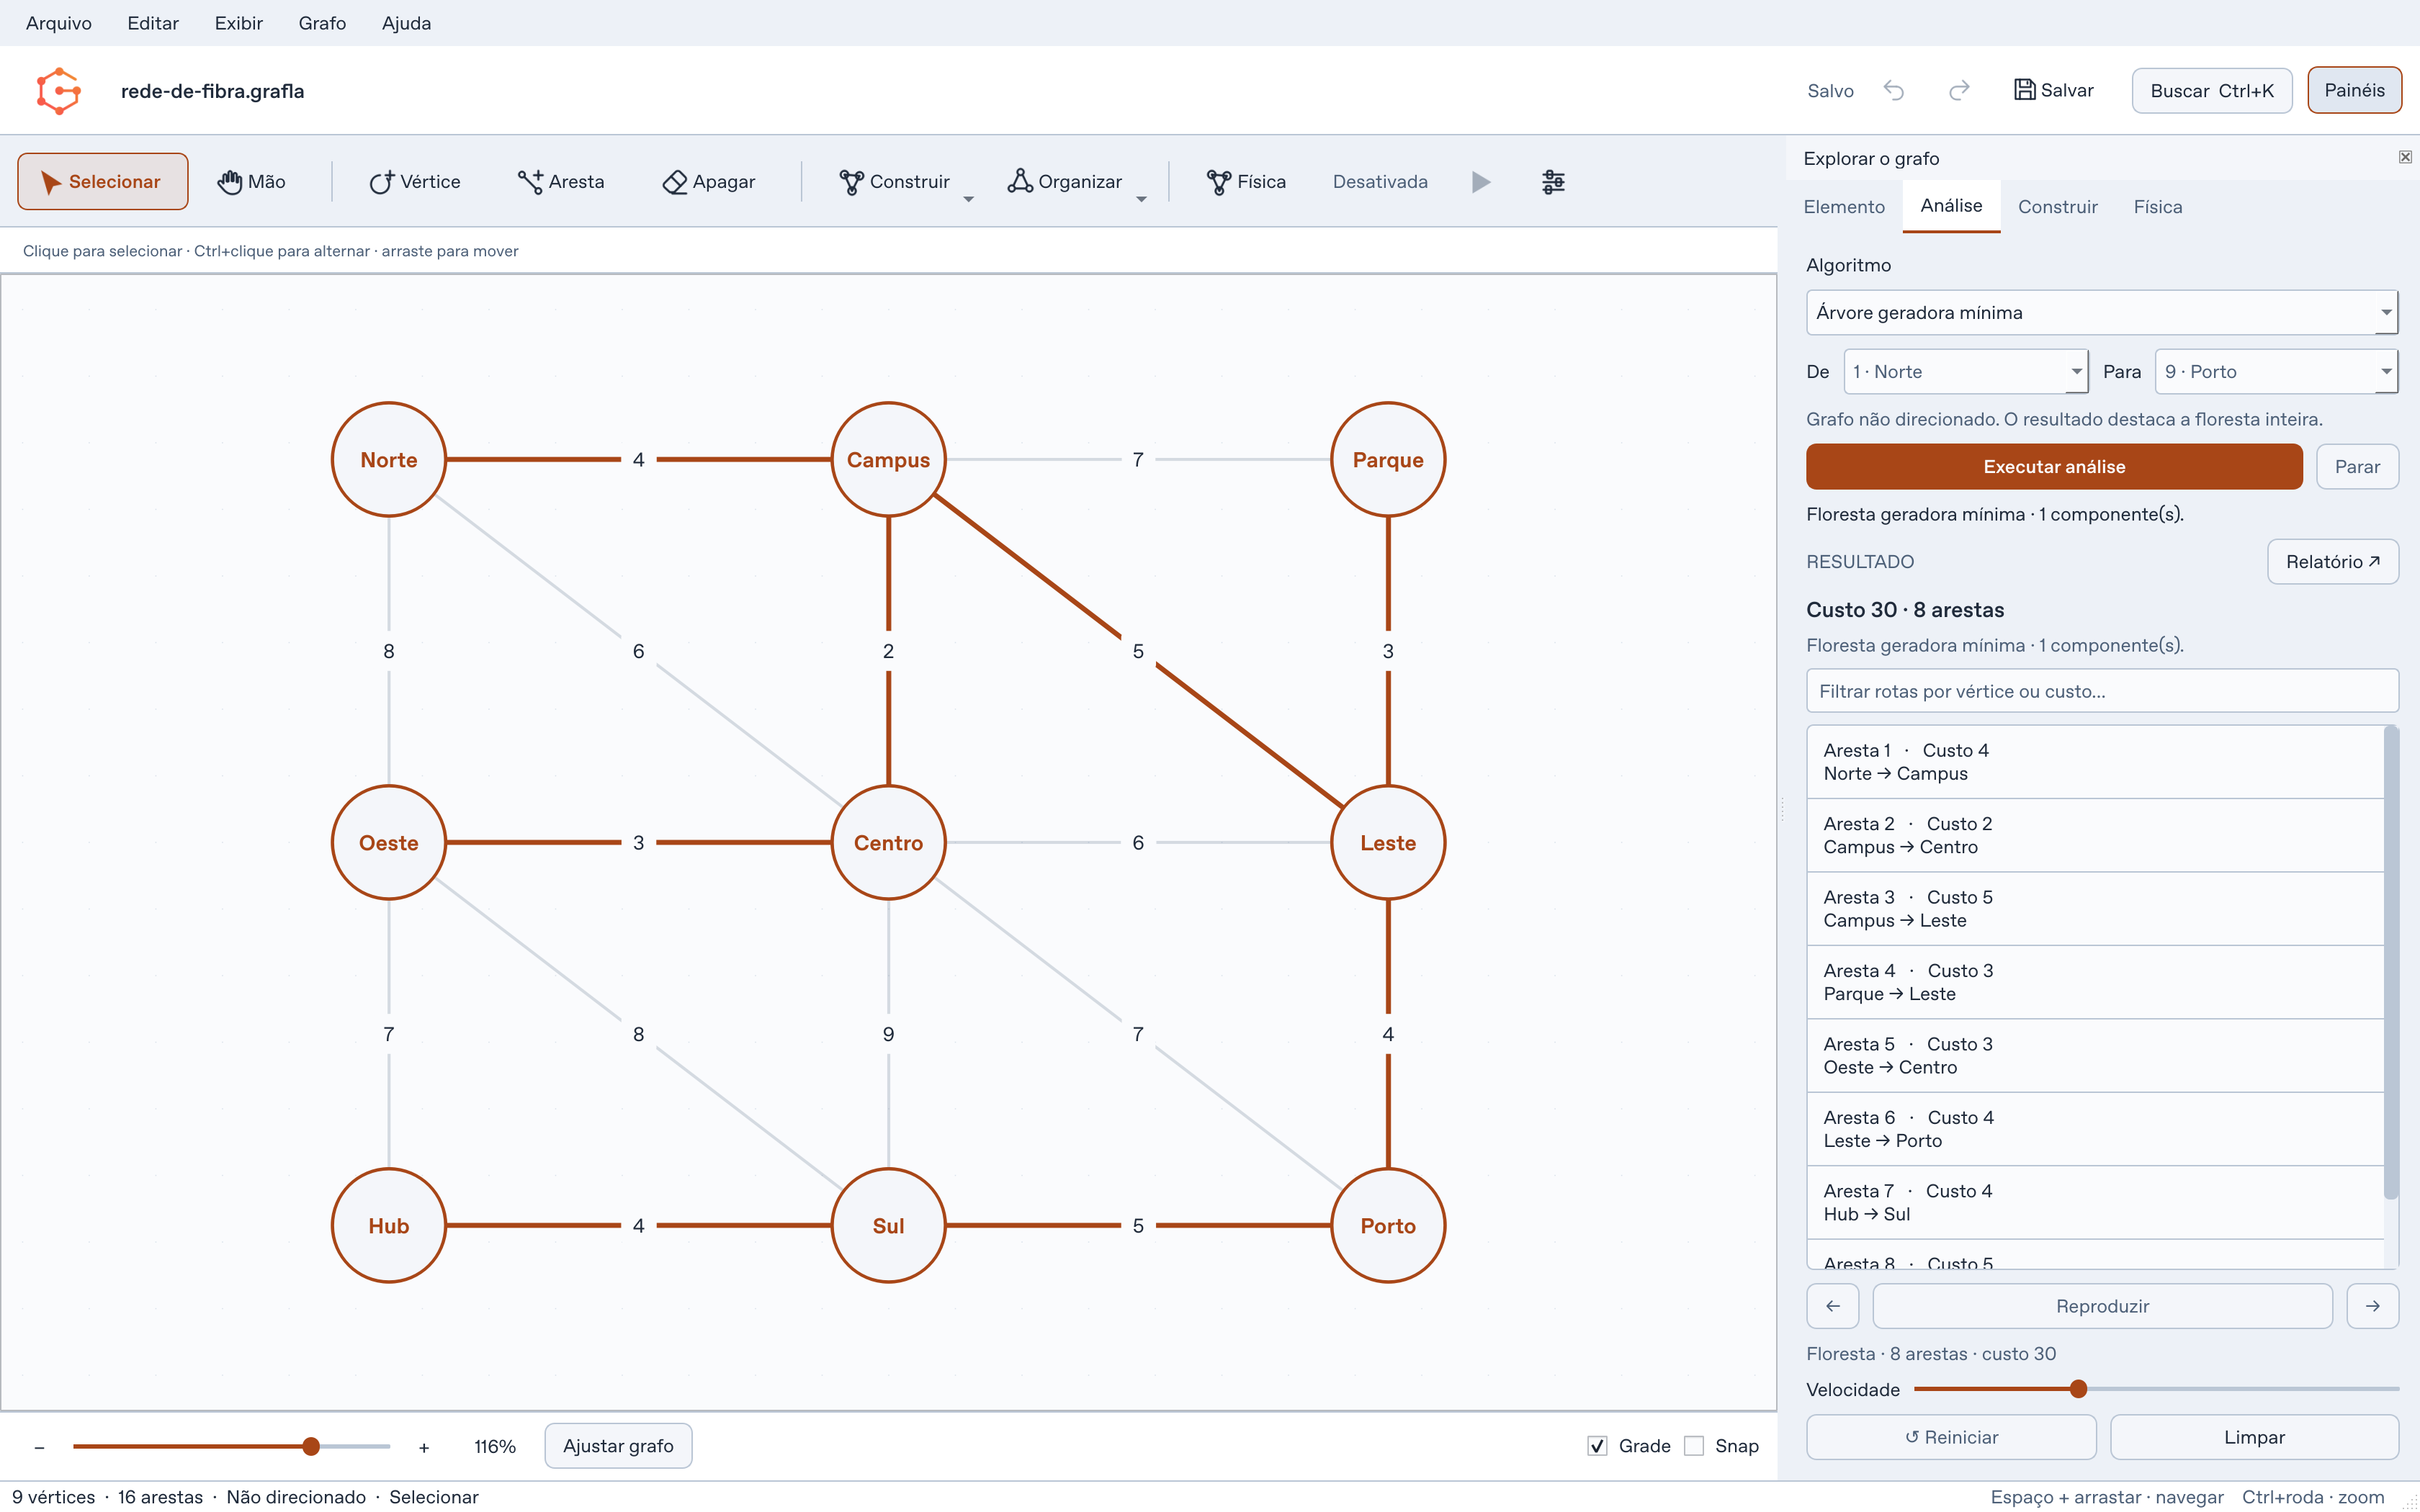 Arquivo Editar Exibir Grafo Ajuda
rede-de-fibra.grafla
Salvo Salvar Buscar Ctrl+K Painéis
Selecionar Mão Vértice Aresta Apagar Construir Organizar Física Desativada
Clique para selecionar · Ctrl+clique para alternar · arraste para mover
Norte 4 Campus 7 Parque
8 6 2 5 3
Oeste 3 Centro 6 Leste
7 8 9 7 4
Hub 4 Sul 5 Porto
− + 116% Ajustar grafo Grade Snap
Explorar o grafo
Elemento Análise Construir Física
Algoritmo
Árvore geradora mínima
De 1 · Norte Para 9 · Porto
Grafo não direcionado. O resultado destaca a floresta inteira.
Executar análise Parar
Floresta geradora mínima · 1 componente(s).
RESULTADO Relatório ↗
Custo 30 · 8 arestas
Floresta geradora mínima · 1 componente(s).
Filtrar rotas por vértice ou custo...
Aresta 1 · Custo 4
Norte → Campus
Aresta 2 · Custo 2
Campus → Centro
Aresta 3 · Custo 5
Campus → Leste
Aresta 4 · Custo 3
Parque → Leste
Aresta 5 · Custo 3
Oeste → Centro
Aresta 6 · Custo 4
Leste → Porto
Aresta 7 · Custo 4
Hub → Sul
Aresta 8 · Custo 5
← Reproduzir →
Floresta · 8 arestas · custo 30
Velocidade
↺ Reiniciar Limpar
9 vértices · 16 arestas · Não direcionado · Selecionar
Espaço + arrastar · navegar Ctrl+roda · zoom